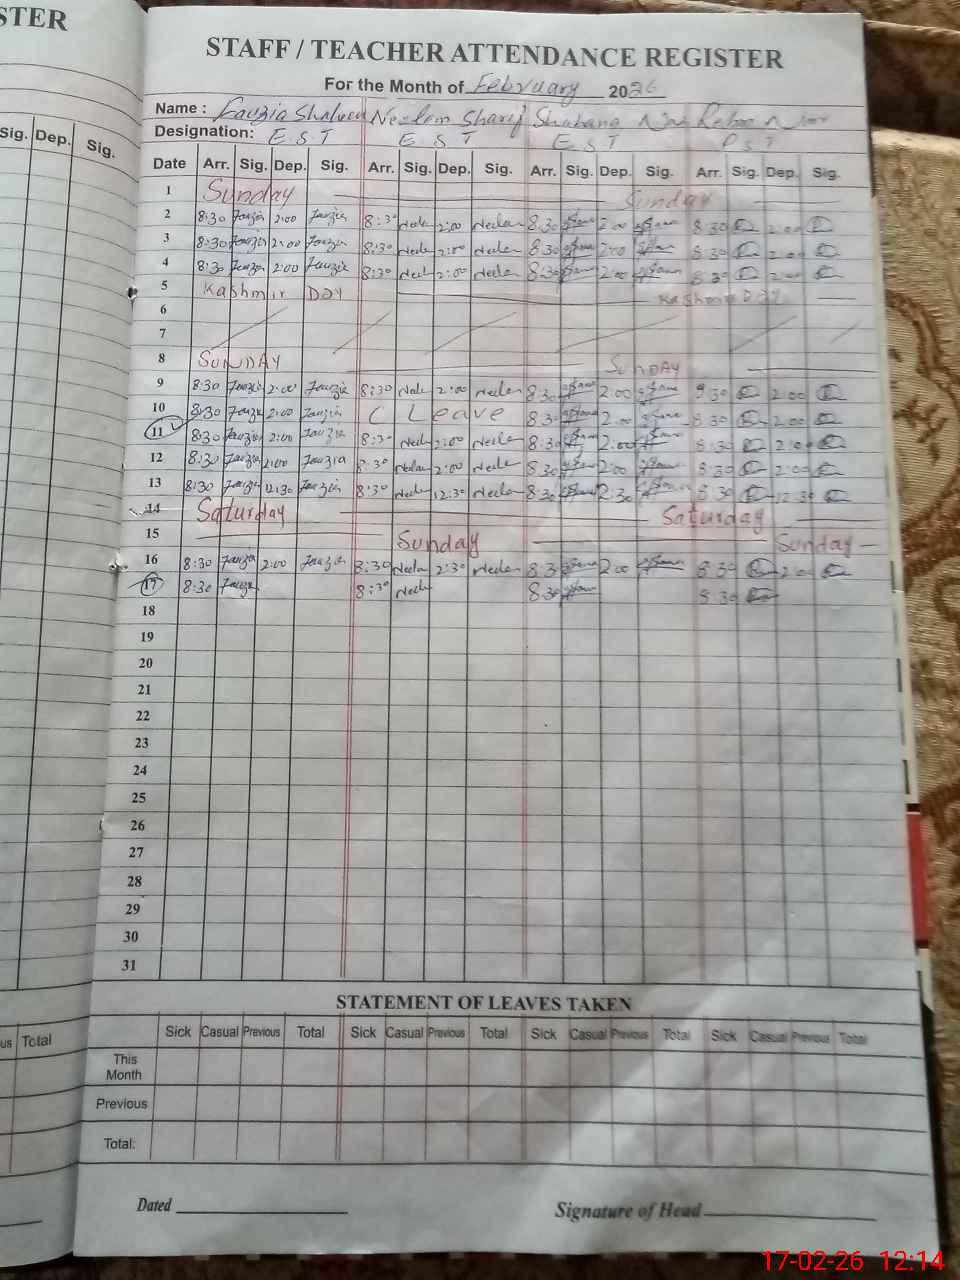 STER
STAFF / TEACHER ATTENDANCE REGISTER
For the Month of February 2026
Name : Fauzia Shaheen Neelam Sharif Shabana Naz Noor
Designation: E.S.T E.S.T E.S.T P.S.T
Sig. Dep. Sig.
Date Arr. Sig. Dep. Sig. Arr. Sig. Dep. Sig. Arr. Sig. Dep. Sig. Arr. Sig. Dep. Sig.
1 Sunday Sunday
2 8:30 Fauzia 2:00 Fauzia 8:30 Neelam 2:00 Neelam 8:30 2:00 8:30 2:00
3 8:30 Fauzia 2:00 Fauzia 8:30 Neelam 2:00 Neelam 8:30 2:00 8:30 2:00
4 8:30 Fauzia 2:00 Fauzia 8:30 Neelam 2:00 Neelam 8:30 2:00 8:30 2:00
5 Kashmir DAY Kashmir DAY
6
7
8 SUNDAY SUNDAY
9 8:30 Fauzia 2:00 Fauzia 8:30 2:00 Neelam 8:30 2:00 2:00
10 8:30 Fauzia 2:00 Fauzia C Leave 8:30 2:00 8:30 2:00
11 8:30 Fauzia 2:00 Fauzia 8:30 Neelam 2:00 Neelam 8:30 2:00 8:30 2:00
12 8:30 Fauzia 2:00 Fauzia 8:30 Neelam 2:00 Neelam 8:30 2:00 8:30 2:00
13 8:30 Fauzia 12:30 Fauzia 8:30 Neelam 12:30 Neelam 8:30 8:30 12:30
14 Saturday Saturday
15 Sunday Sunday
16 8:30 Fauzia 2:00 Fauzia 8:30 Neelam 2:30 Neelam 8:30 2:00 8:30 2:00
17 8:30 Fauzia 8:30 Neelam 8:30 8:30
18
19
20
21
22
23
24
25
26
27
28
29
30
31
STATEMENT OF LEAVES TAKEN
us Total
Sick Casual Previous Total Sick Casual Previous Total Sick Casual Previous Total Sick Casual Previous Total
This
Month
Previous
Total:
Dated Signature of Head
17-02-26 12:14